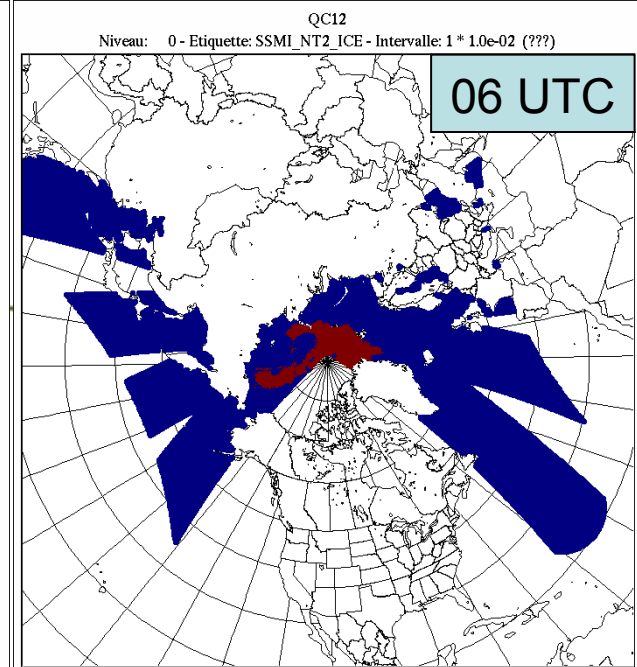 QC12
Niveau: 0 - Etiquette: SSMI_NT2_ICE - Intervalle: 1 * 1.0e-02 (???)
06 UTC